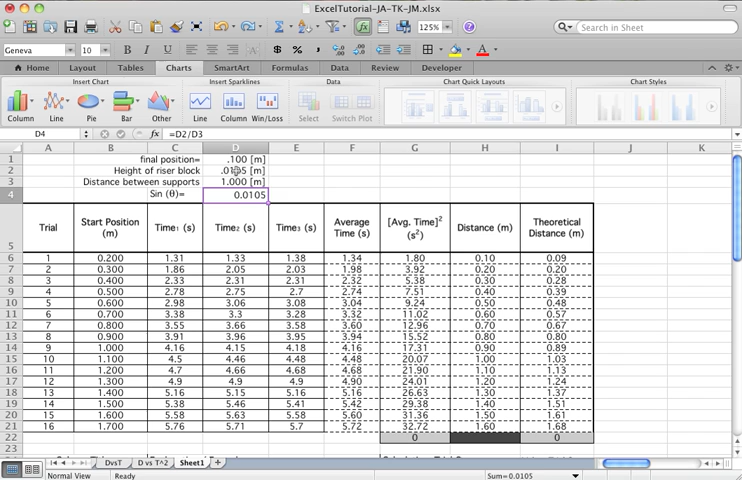 ExcelTutorial-JA-TK-JM.xlsx
125%
Search in Sheet
Geneva 10 B I U $ %
Home Layout Tables Charts SmartArt Formulas Data Review Developer
Insert Chart Insert Sparklines Data Chart Quick Layouts Chart Styles
Column Line Pie Bar Other Line Column Win/Loss Select Switch Plot
D4 fx =D2/D3
A B C D E F G H I J K
1 final position= .100 [m]
2 Height of riser block .0105 [m]
3 Distance between supports 1.000 [m]
4 Sin (θ)= 0.0105
5 Trial Start Position (m) Time₁ (s) Time₂ (s) Time₃ (s) Average Time (s) [Avg. Time]² (s²) Distance (m) Theoretical Distance (m)
6 1 0.200 1.31 1.33 1.38 1.34 1.80 0.10 0.09
7 2 0.300 1.86 2.05 2.03 1.98 3.92 0.20 0.20
8 3 0.400 2.33 2.31 2.31 2.32 5.38 0.30 0.28
9 4 0.500 2.78 2.75 2.7 2.74 7.51 0.40 0.39
10 5 0.600 2.98 3.06 3.08 3.04 9.24 0.50 0.48
11 6 0.700 3.38 3.3 3.28 3.32 11.02 0.60 0.57
12 7 0.800 3.55 3.66 3.58 3.60 12.96 0.70 0.67
13 8 0.900 3.91 3.96 3.95 3.94 15.52 0.80 0.80
14 9 1.000 4.16 4.15 4.18 4.16 17.31 0.90 0.89
15 10 1.100 4.5 4.46 4.48 4.48 20.07 1.00 1.03
16 11 1.200 4.7 4.66 4.68 4.68 21.90 1.10 1.13
17 12 1.300 4.9 4.9 4.9 4.90 24.01 1.20 1.24
18 13 1.400 5.16 5.15 5.16 5.16 26.63 1.30 1.37
19 14 1.500 5.38 5.46 5.41 5.42 29.38 1.40 1.51
20 15 1.600 5.58 5.63 5.58 5.60 31.36 1.50 1.61
21 16 1.700 5.76 5.71 5.7 5.72 32.72 1.60 1.68
22 0 0
23
DvsT D vs T^2 Sheet1
Normal View Ready Sum=0.0105